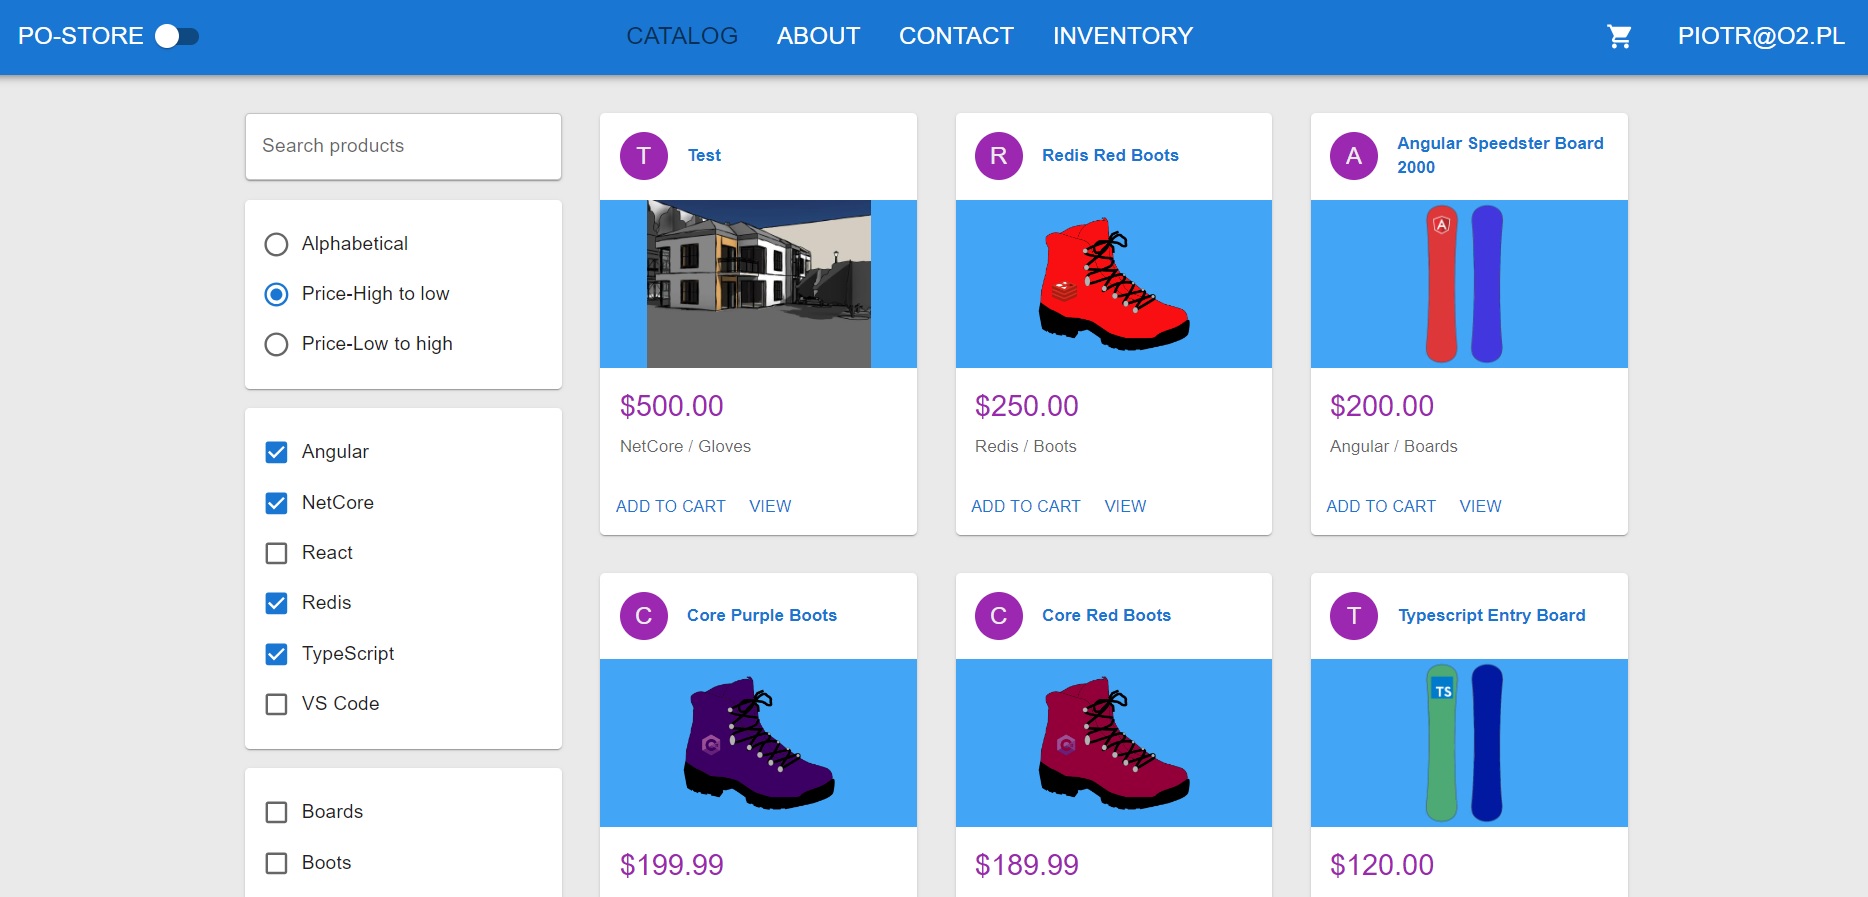 PO-STORE
CATALOG
ABOUT
CONTACT
INVENTORY
PIOTR@O2.PL
Search products
Alphabetical
Price-High to low
Price-Low to high
Angular
NetCore
React
Redis
TypeScript
VS Code
Boards
Boots
T
Test
$500.00
NetCore / Gloves
ADD TO CART
VIEW
R
Redis Red Boots
$250.00
Redis / Boots
ADD TO CART
VIEW
A
Angular Speedster Board
2000
A
$200.00
Angular / Boards
ADD TO CART
VIEW
C
Core Purple Boots
C
$199.99
C
Core Red Boots
C
$189.99
T
Typescript Entry Board
TS
$120.00